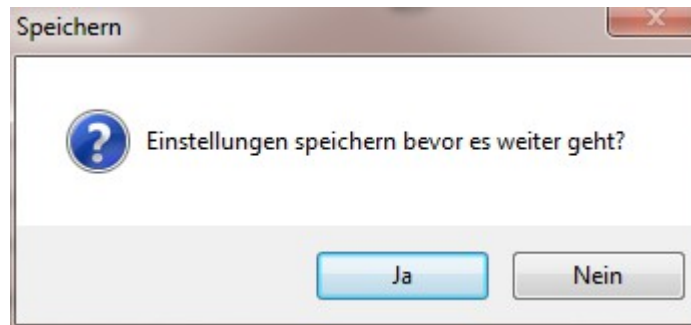 Speichern
Einstellungen speichern bevor es weiter geht?
Ja
Nein